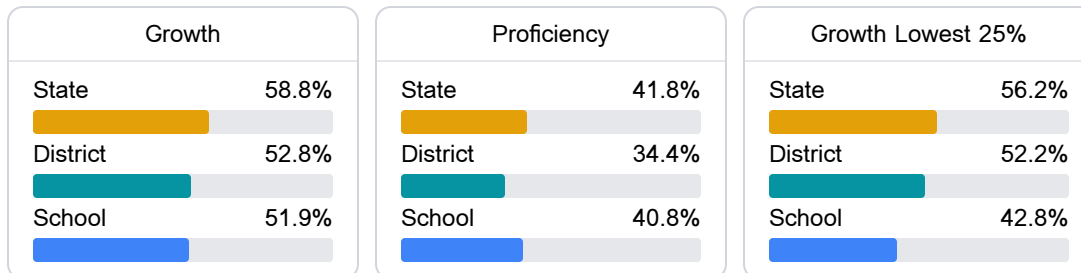 Growth
State 58.8%
District 52.8%
School 51.9%
Proficiency
State 41.8%
District 34.4%
School 40.8%
Growth Lowest 25%
State 56.2%
District 52.2%
School 42.8%